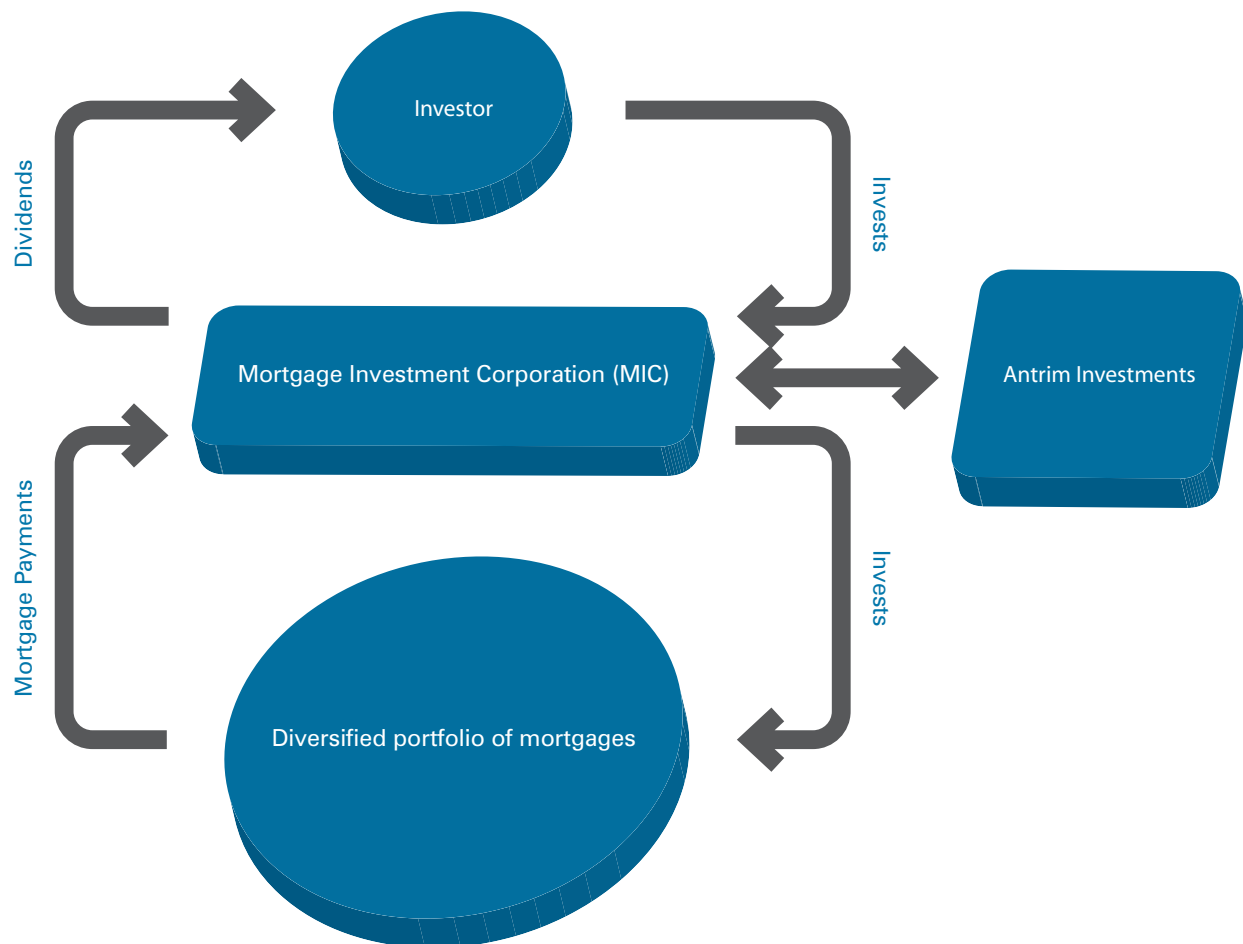 Investor
Dividends
Invests
Mortgage Investment Corporation (MIC)
Antrim Investments
Mortgage Payments
Invests
Diversified portfolio of mortgages